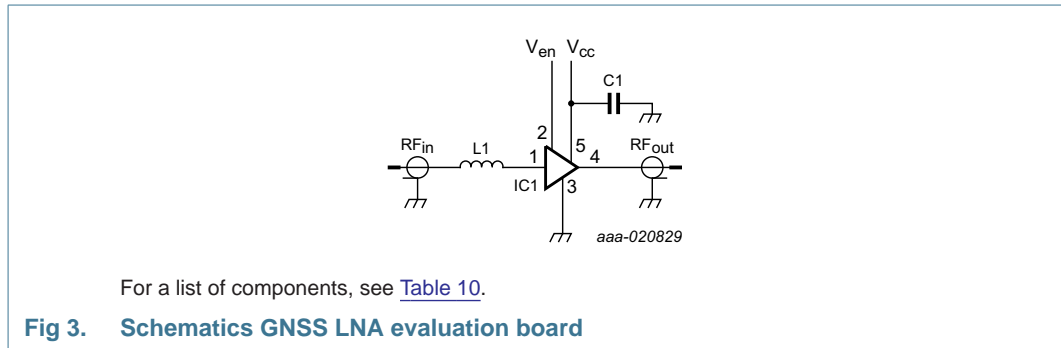 Ven Vcc
C1
2
5
RFin
L1
1
4
RFout
IC1
3
aaa-020829
For a list of components, see Table 10.
Fig 3. Schematics GNSS LNA evaluation board